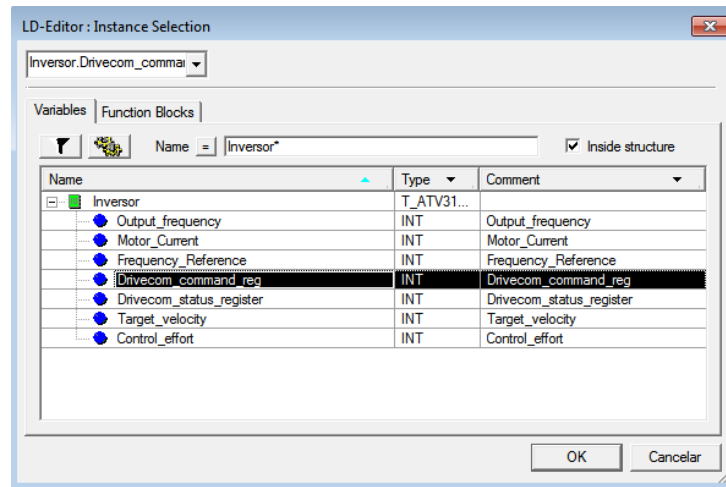 LD-Editor : Instance Selection
Inversor.Drivecom_commar
Variables Function Blocks
Name = Inversor* Inside structure
Name Type Comment
Inversor T_ATV31...
Output_frequency INT Output_frequency
Motor_Current INT Motor_Current
Frequency_Reference INT Frequency_Reference
Drivecom_command_reg INT Drivecom_command_reg
Drivecom_status_register INT Drivecom_status_register
Target_velocity INT Target_velocity
Control_effort INT Control_effort
OK Cancelar